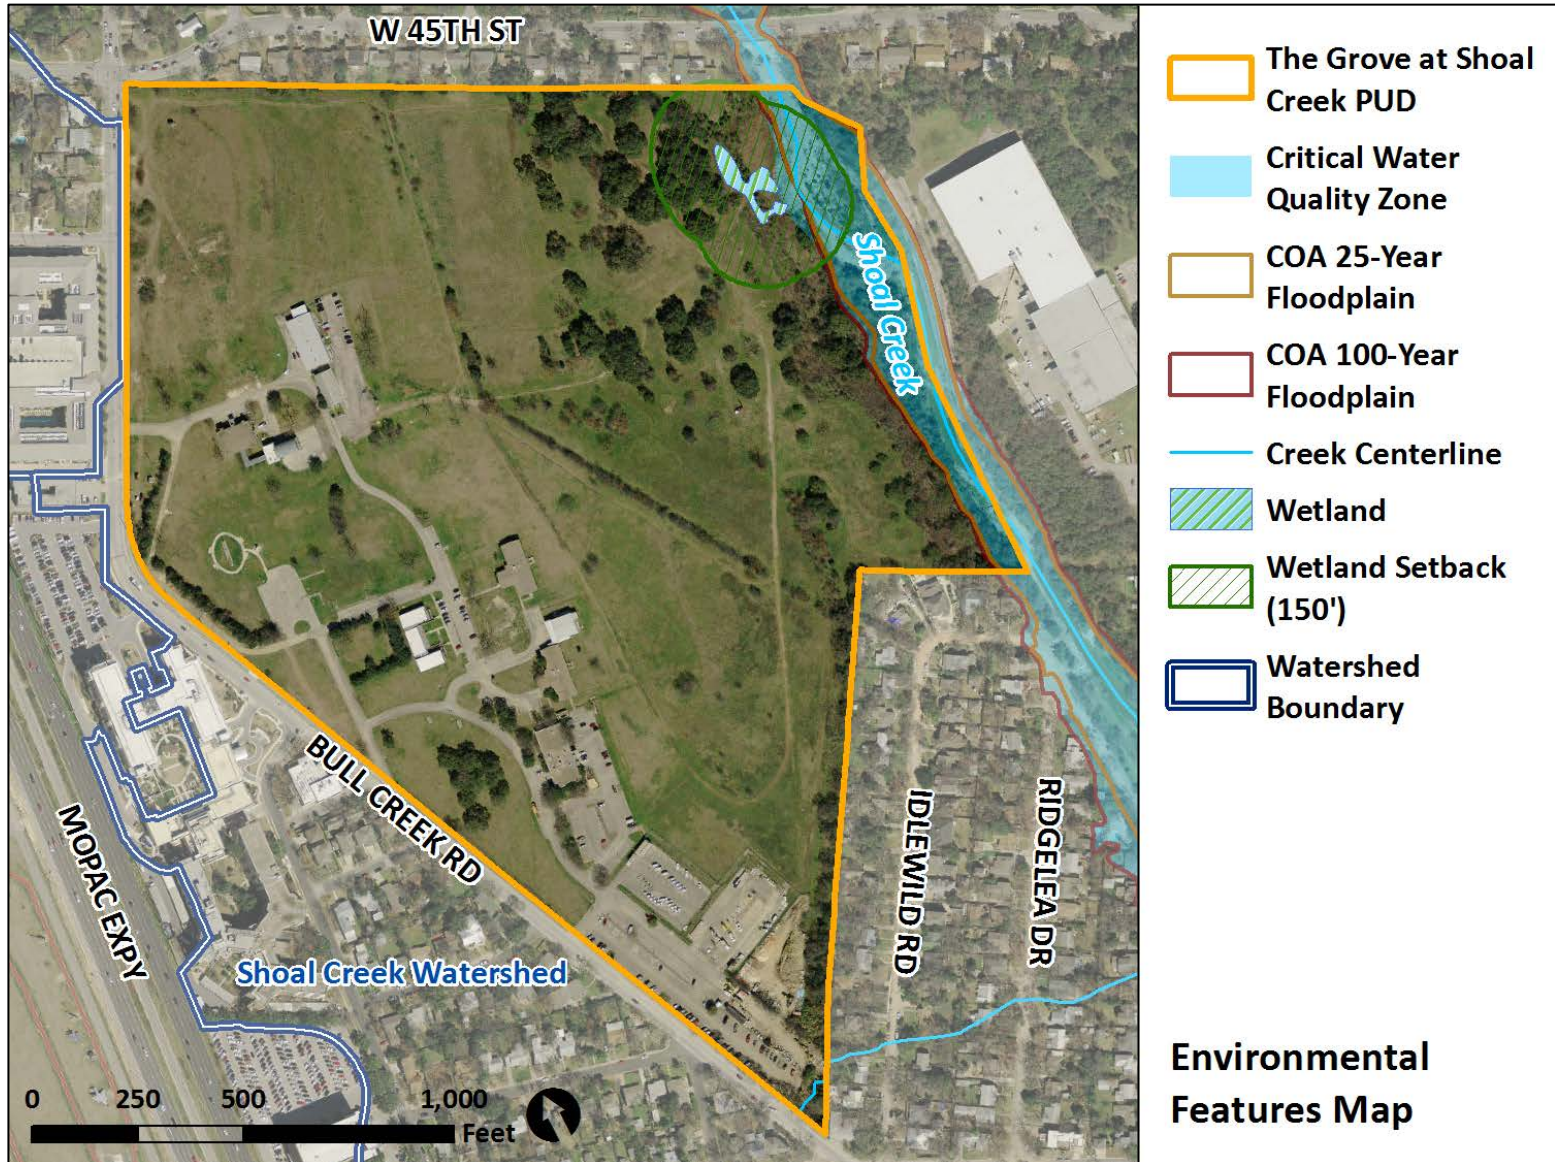 W 45TH ST
Shoal Creek
BULL CREEK RD
MOPAC EXPY
IDLEWILD RD
RIDGELEA DR
Shoal Creek Watershed
0 250 500 1,000
Feet
The Grove at Shoal
Creek PUD
Critical Water
Quality Zone
COA 25-Year
Floodplain
COA 100-Year
Floodplain
Creek Centerline
Wetland
Wetland Setback
(150')
Watershed
Boundary
Environmental
Features Map